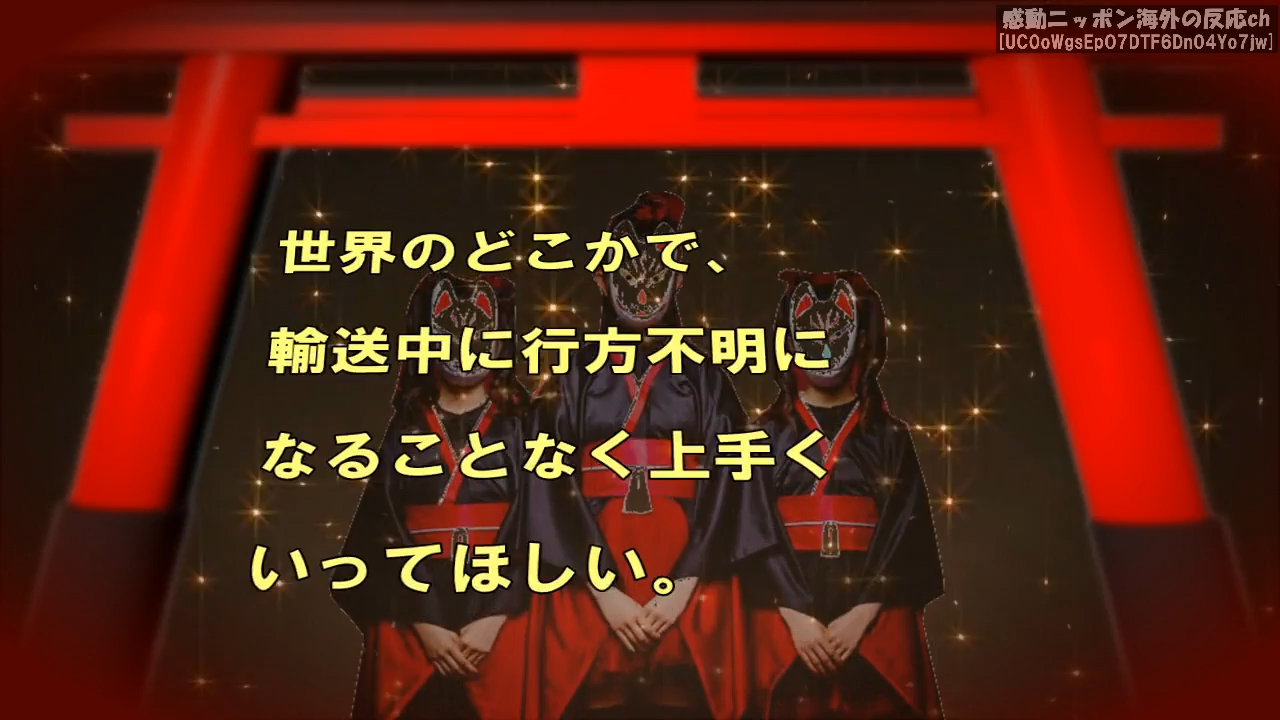 感動ニッポン海外の反応ch
[UCOoWgsEpO7DTF6DnO4Yo7jw]
世界のどこかで、
輸送中に行方不明に
なることなく上手く
いってほしい。